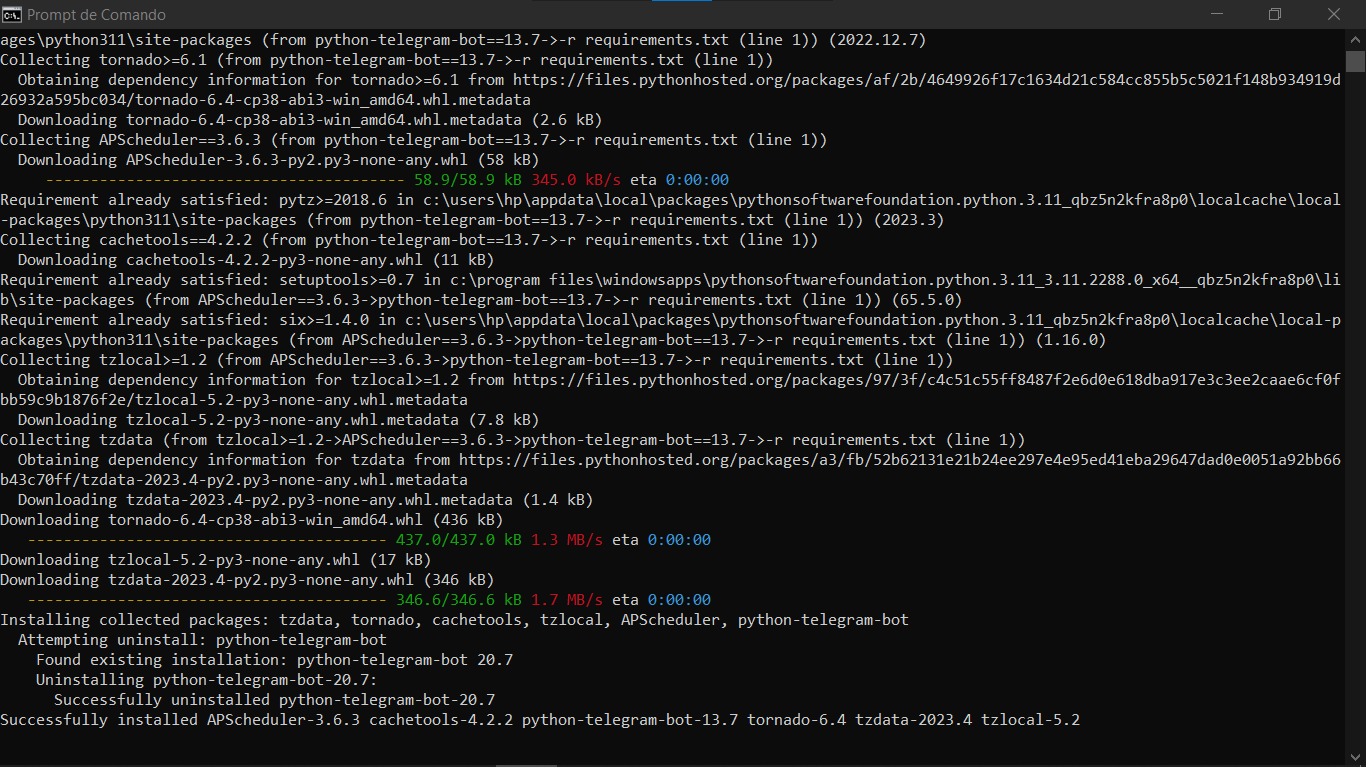 Prompt de Comando
ages\python311\site-packages (from python-telegram-bot==13.7->-r requirements.txt (line 1)) (2022.12.7)
Collecting tornado>=6.1 (from python-telegram-bot==13.7->-r requirements.txt (line 1))
  Obtaining dependency information for tornado>=6.1 from https://files.pythonhosted.org/packages/af/2b/4649926f17c1634d21c584cc855b5c5021f148b934919d
26932a595bc034/tornado-6.4-cp38-abi3-win_amd64.whl.metadata
  Downloading tornado-6.4-cp38-abi3-win_amd64.whl.metadata (2.6 kB)
Collecting APScheduler==3.6.3 (from python-telegram-bot==13.7->-r requirements.txt (line 1))
  Downloading APScheduler-3.6.3-py2.py3-none-any.whl (58 kB)
     ---------------------------------------- 58.9/58.9 kB 345.0 kB/s eta 0:00:00
Requirement already satisfied: pytz>=2018.6 in c:\users\hp\appdata\local\packages\pythonsoftwarefoundation.python.3.11_qbz5n2kfra8p0\localcache\local
-packages\python311\site-packages (from python-telegram-bot==13.7->-r requirements.txt (line 1)) (2023.3)
Collecting cachetools==4.2.2 (from python-telegram-bot==13.7->-r requirements.txt (line 1))
  Downloading cachetools-4.2.2-py3-none-any.whl (11 kB)
Requirement already satisfied: setuptools>=0.7 in c:\program files\windowsapps\pythonsoftwarefoundation.python.3.11_3.11.2288.0_x64__qbz5n2kfra8p0\li
b\site-packages (from APScheduler==3.6.3->python-telegram-bot==13.7->-r requirements.txt (line 1)) (65.5.0)
Requirement already satisfied: six>=1.4.0 in c:\users\hp\appdata\local\packages\pythonsoftwarefoundation.python.3.11_qbz5n2kfra8p0\localcache\local-p
ackages\python311\site-packages (from APScheduler==3.6.3->python-telegram-bot==13.7->-r requirements.txt (line 1)) (1.16.0)
Collecting tzlocal>=1.2 (from APScheduler==3.6.3->python-telegram-bot==13.7->-r requirements.txt (line 1))
  Obtaining dependency information for tzlocal>=1.2 from https://files.pythonhosted.org/packages/97/3f/c4c51c55ff8487f2e6d0e618dba917e3c3ee2caae6cf0f
bb59c9b1876f2e/tzlocal-5.2-py3-none-any.whl.metadata
  Downloading tzlocal-5.2-py3-none-any.whl.metadata (7.8 kB)
Collecting tzdata (from tzlocal>=1.2->APScheduler==3.6.3->python-telegram-bot==13.7->-r requirements.txt (line 1))
  Obtaining dependency information for tzdata from https://files.pythonhosted.org/packages/a3/fb/52b62131e21b24ee297e4e95ed41eba29647dad0e0051a92bb66
b43c70ff/tzdata-2023.4-py2.py3-none-any.whl.metadata
  Downloading tzdata-2023.4-py2.py3-none-any.whl.metadata (1.4 kB)
Downloading tornado-6.4-cp38-abi3-win_amd64.whl (436 kB)
   ---------------------------------------- 437.0/437.0 kB 1.3 MB/s eta 0:00:00
Downloading tzlocal-5.2-py3-none-any.whl (17 kB)
Downloading tzdata-2023.4-py2.py3-none-any.whl (346 kB)
   ---------------------------------------- 346.6/346.6 kB 1.7 MB/s eta 0:00:00
Installing collected packages: tzdata, tornado, cachetools, tzlocal, APScheduler, python-telegram-bot
  Attempting uninstall: python-telegram-bot
    Found existing installation: python-telegram-bot 20.7
    Uninstalling python-telegram-bot-20.7:
      Successfully uninstalled python-telegram-bot-20.7
Successfully installed APScheduler-3.6.3 cachetools-4.2.2 python-telegram-bot-13.7 tornado-6.4 tzdata-2023.4 tzlocal-5.2